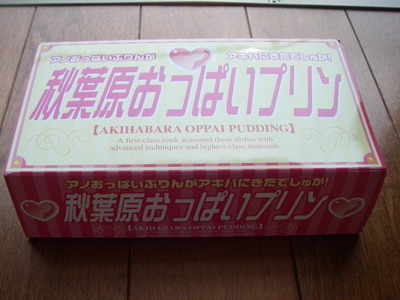 アノおっぱいぷりんが アキバにきたでしゅが!
秋葉原おっぱいプリン
【AKIHABARA OPPAI PUDDING】
A first-class cook seasoned these dishes with
advanced techniques and highest-class materials.
アノおっぱいぷりんがアキバにきたでしゅが!
秋葉原おっぱいプリン
【AKIHABARA OPPAI PUDDING】